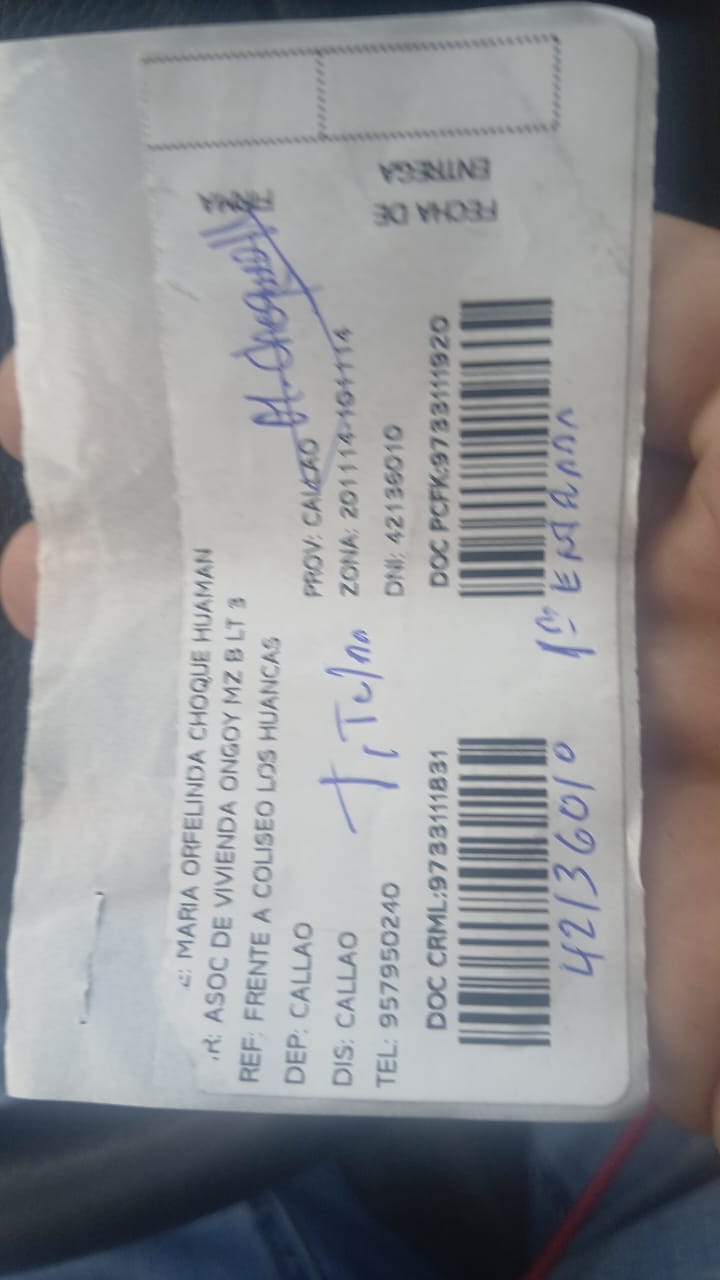 : MARIA ORFELINDA CHOQUE HUAMAN
R: ASOC DE VIVIENDA ONGOY MZ B LT 3
REF: FRENTE A COLISEO LOS HUANCAS
DEP: CALLAO PROV: CALLAO
DIS: CALLAO ZONA: 201114-101114
TEL: 957950240 DNI: 42136010
DOC CRML:9733111831 DOC PCFK:9733111920
Titular
42136010
FIRMA
FECHA DE
ENTREGA